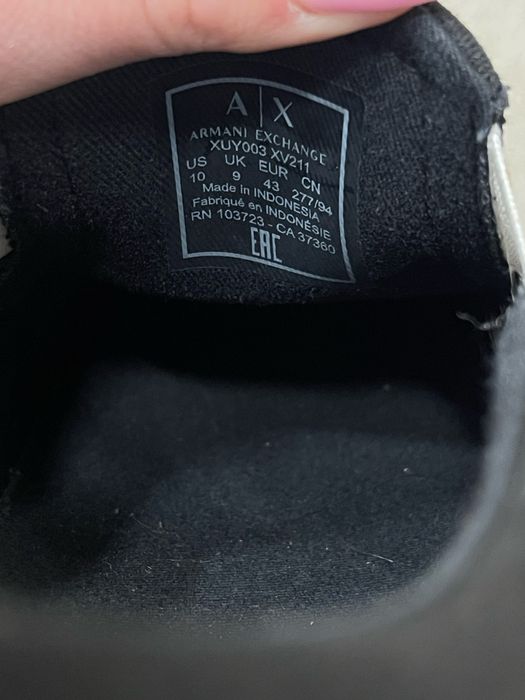 A|X
ARMANI EXCHANGE
XUY003 XV211
US UK EUR CN
10 9 43 277/94
Made in INDONESIA
Fabriqué en INDONÉSIE
RN 103723 - CA 37360
EAC